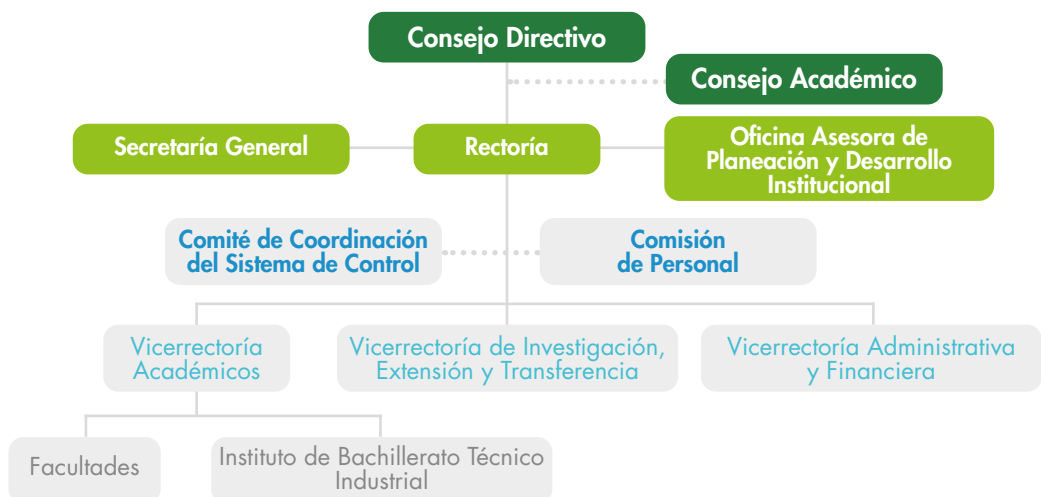 Consejo Directivo
Consejo Académico
Secretaría General
Rectoría
Oficina Asesora de
Planeación y Desarrollo
Institucional
Comité de Coordinación
del Sistema de Control
Comisión
de Personal
Vicerrectoría
Académicos
Vicerrectoría de Investigación,
Extensión y Transferencia
Vicerrectoría Administrativa
y Financiera
Facultades
Instituto de Bachillerato Técnico
Industrial